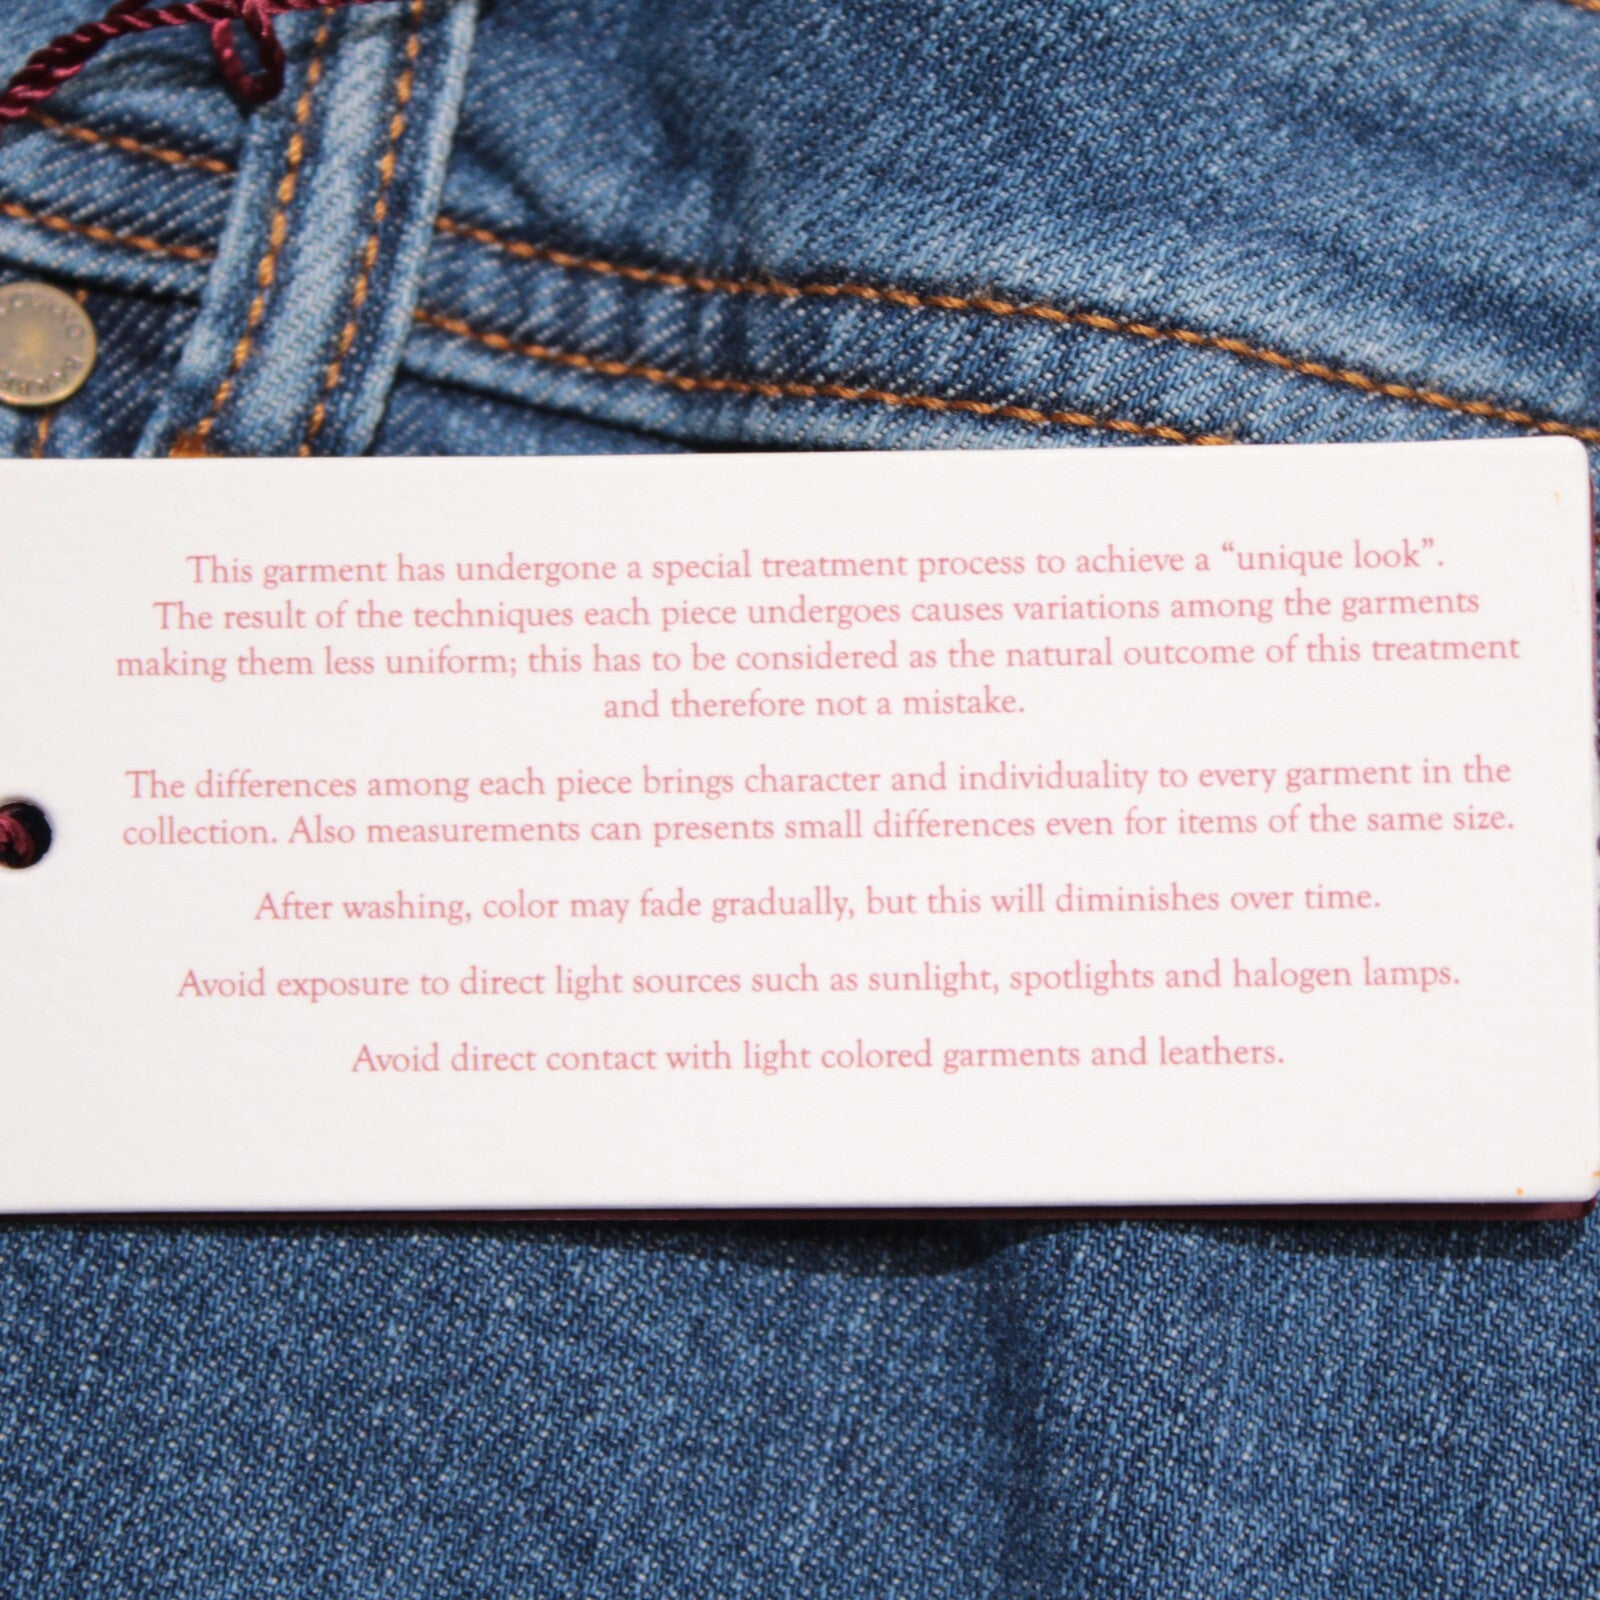 This garment has undergone a special treatment process to achieve a “unique look”.
The result of the techniques each piece undergoes causes variations among the garments
making them less uniform; this has to be considered as the natural outcome of this treatment
and therefore not a mistake.
The differences among each piece brings character and individuality to every garment in the
collection. Also measurements can presents small differences even for items of the same size.
After washing, color may fade gradually, but this will diminishes over time.
Avoid exposure to direct light sources such as sunlight, spotlights and halogen lamps.
Avoid direct contact with light colored garments and leathers.